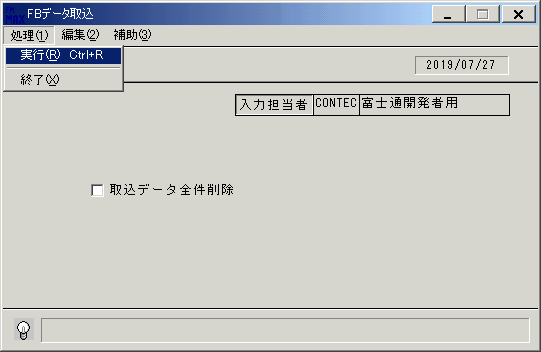 FBデータ取込
処理(1) 編集(2) 補助(3)
実行(R) Ctrl+R
終了(X)
2019/07/27
入力担当者 CONTEC 富士通開発者用
取込データ全件削除